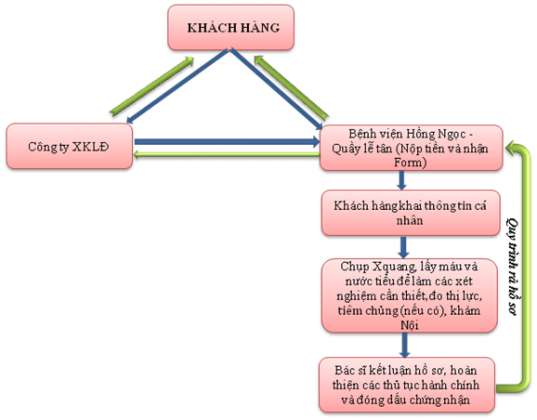 KHÁCH HÀNG
Công ty XKLĐ
Bệnh viện Hồng Ngọc -
Quầy lễ tân (Nộp tiền và nhận
Form)
Khách hàng khai thông tin cá
nhân
Chụp Xquang, lấy máu và
nước tiểu để làm các xét
nghiệm cần thiết, đo thị lực,
tiêm chủng (nếu có), khám
Nội
Bác sĩ kết luận hồ sơ, hoàn
thiện các thủ tục hành chính
và đóng dấu chứng nhận
Quy trình rà hồ sơ